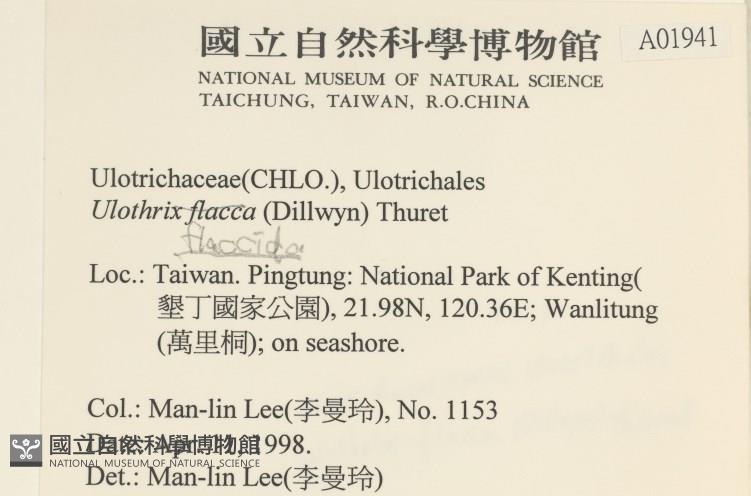 國立自然科學博物館
A01941
NATIONAL MUSEUM OF NATURAL SCIENCE
TAICHUNG, TAIWAN, R.O.CHINA
Ulotrichaceae(CHLO.), Ulotrichales
Ulothrix flacca (Dillwyn) Thuret
flaccida
Loc.: Taiwan. Pingtung: National Park of Kenting(
墾丁國家公園), 21.98N, 120.36E; Wanlitung
(萬里桐); on seashore.
Col.: Man-lin Lee(李曼玲), No. 1153
1998.
國立自然科學博物館
NATIONAL MUSEUM OF NATURAL SCIENCE
Det.: Man-lin Lee(李曼玲)